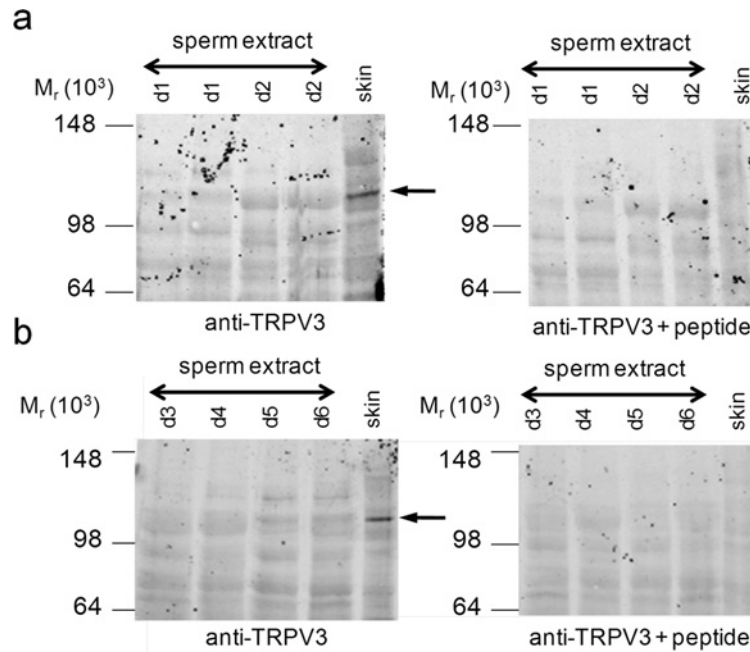 a
sperm extract
Mr (10³) d1 d1 d2 d2 skin
148
98
64
anti-TRPV3
sperm extract
Mr (10³) d1 d1 d2 d2 skin
148
98
64
anti-TRPV3 + peptide
b
sperm extract
Mr (10³) d3 d4 d5 d6 skin
148
98
64
anti-TRPV3
sperm extract
Mr (10³) d3 d4 d5 d6 skin
148
98
64
anti-TRPV3 + peptide